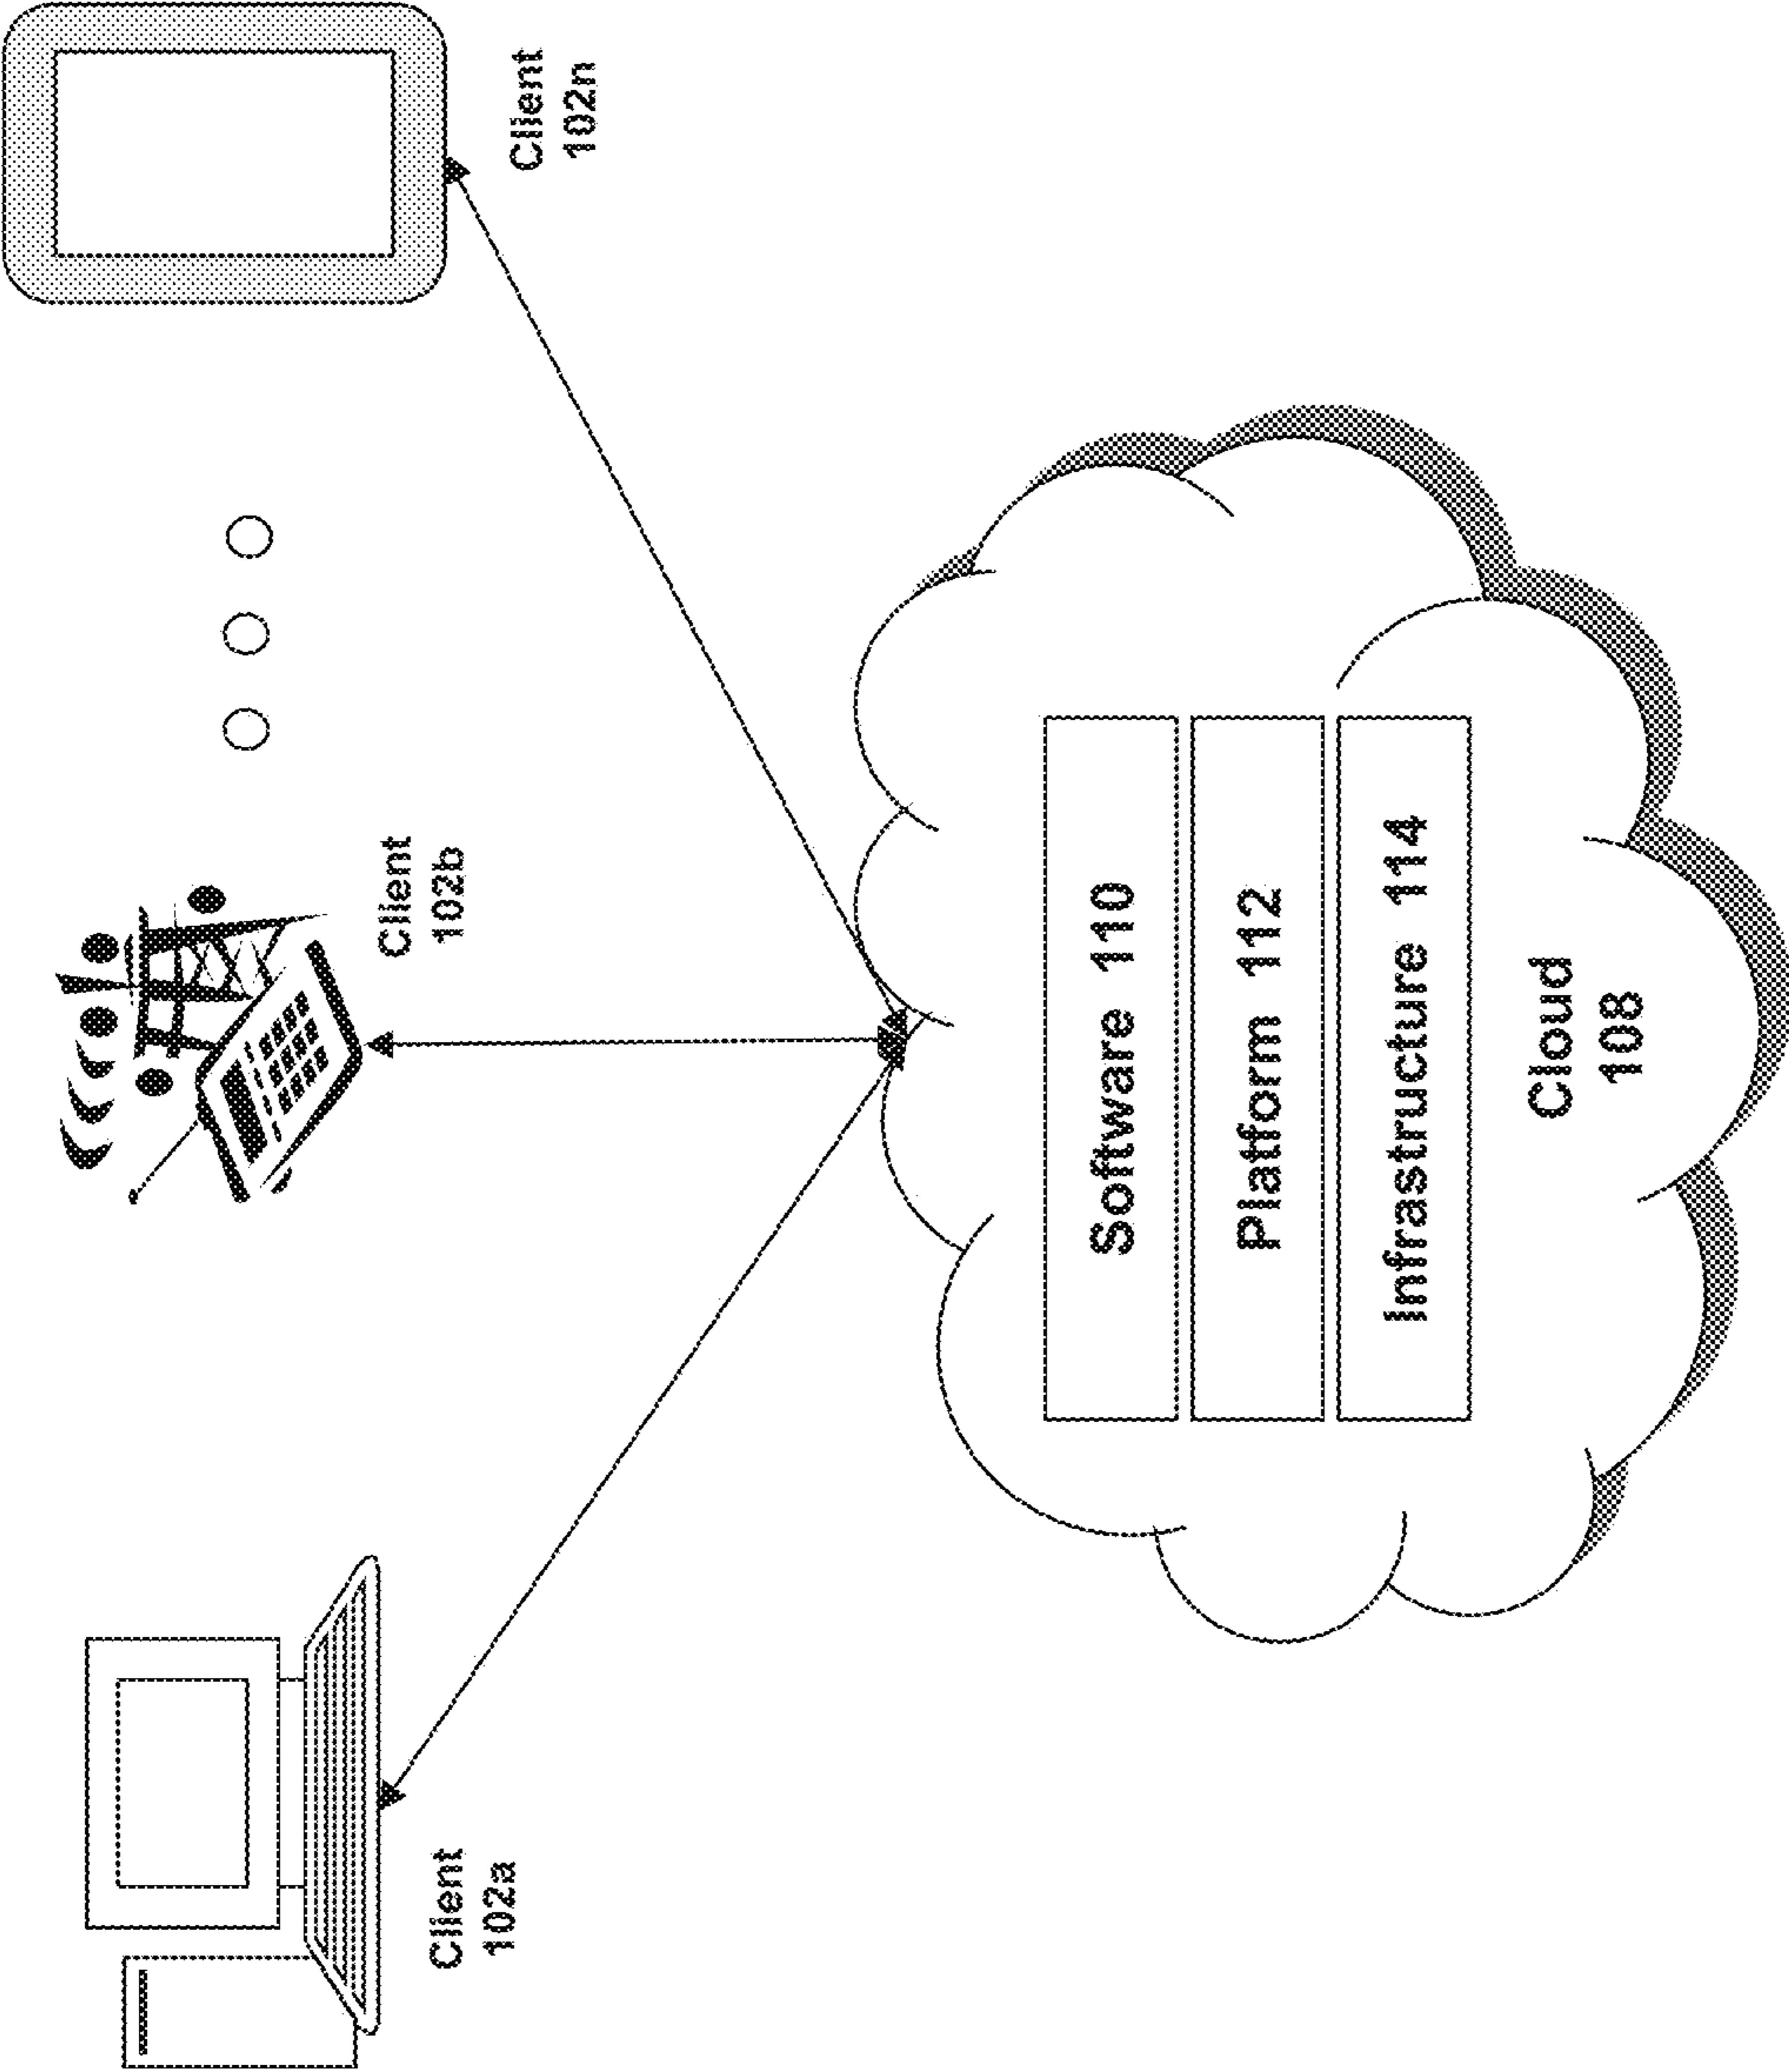 Client
102a
Client
102b
Client
102n
Software 110
Platform 112
Infrastructure 114
Cloud
108